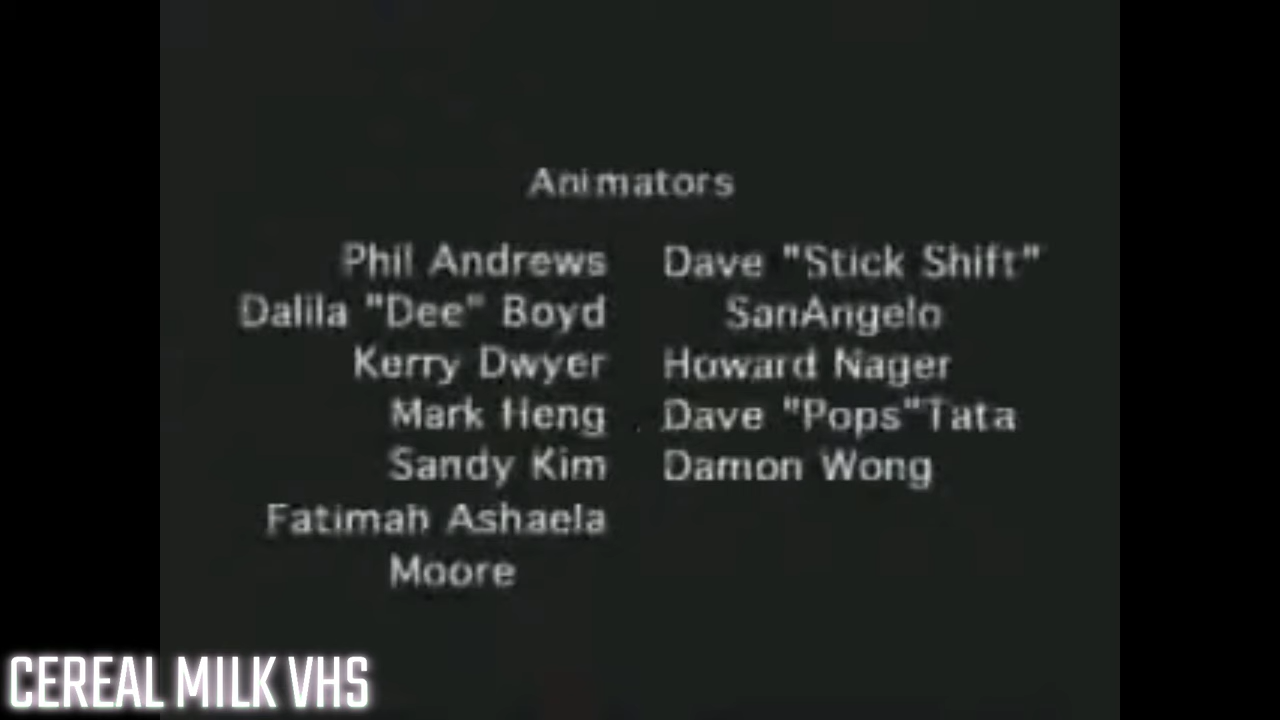 Animators
Phil Andrews
Dalila "Dee" Boyd
Kerry Dwyer
Mark Heng
Sandy Kim
Fatimah Ashaela
Moore
Dave "Stick Shift"
SanAngelo
Howard Nager
Dave "Pops"Tata
Damon Wong
CEREAL MILK VHS